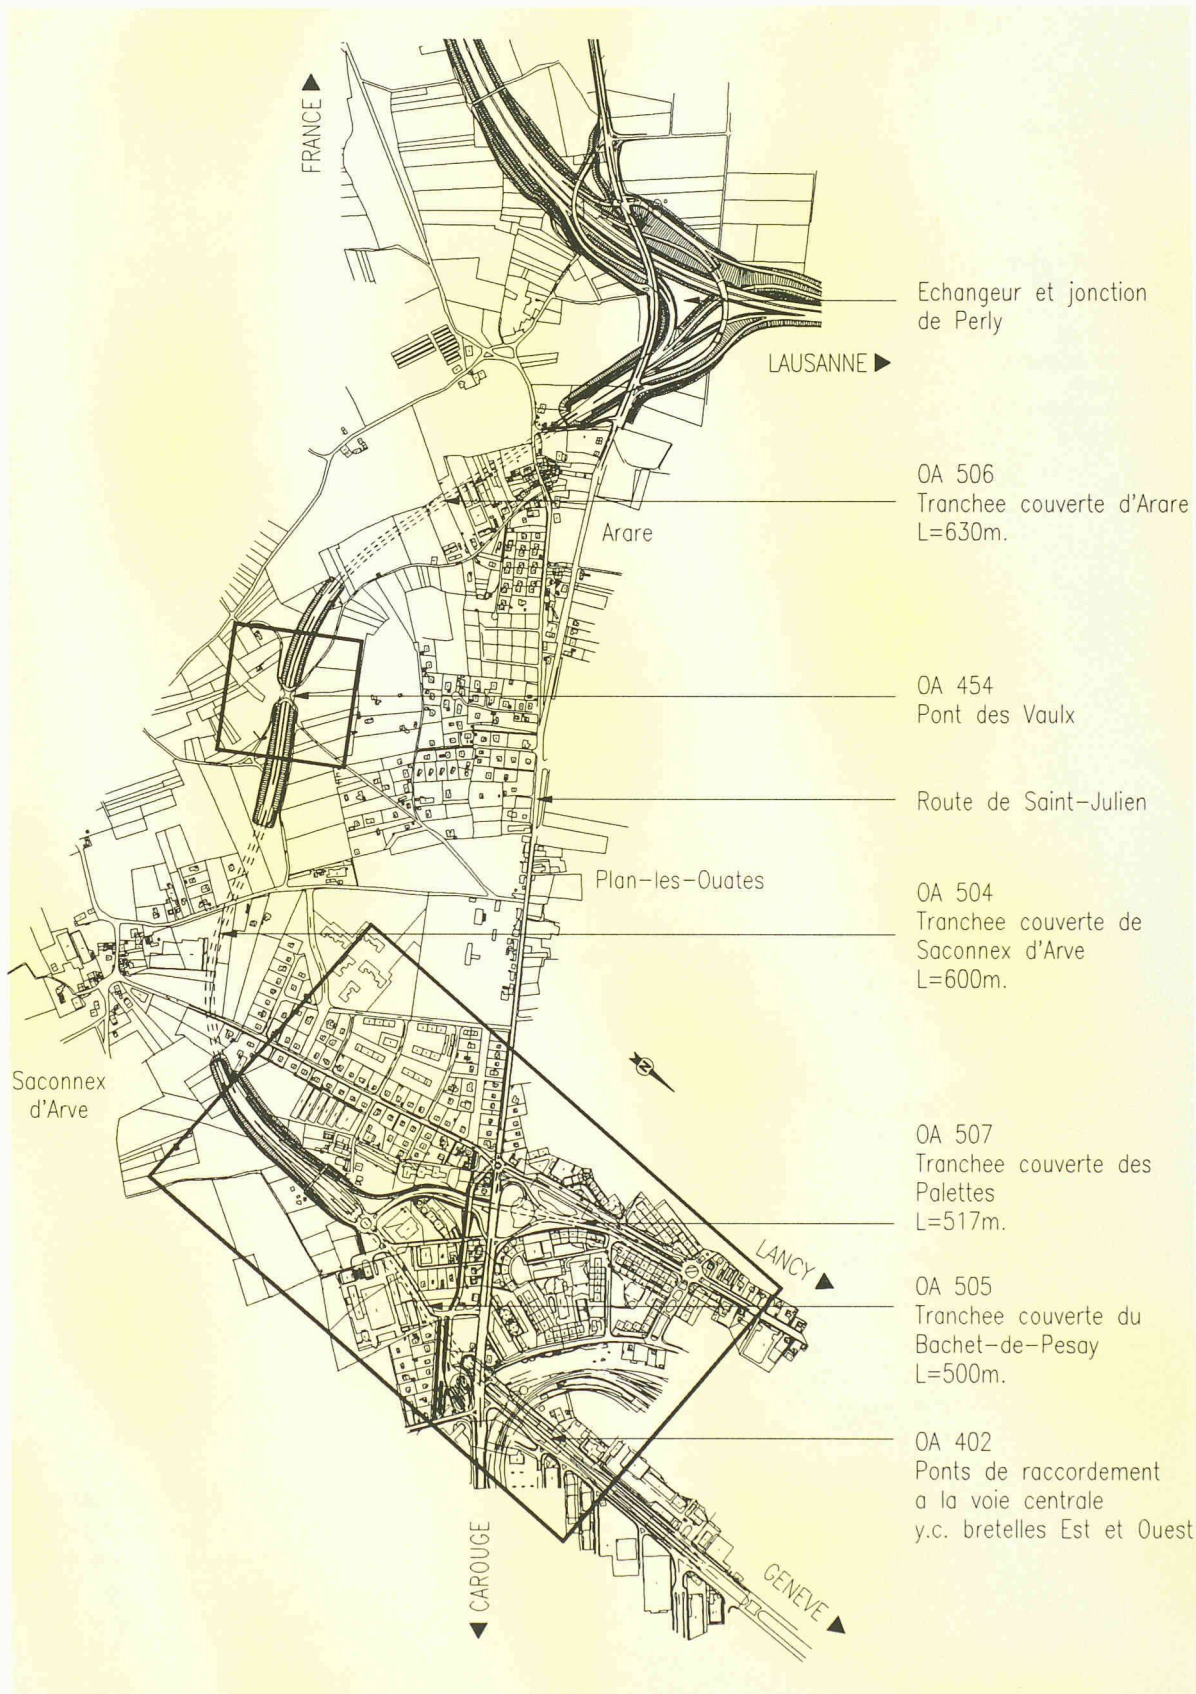 FRANCE ▶
Echangeur et jonction
de Perly
LAUSANNE ▶
OA 506
Tranchee couverte d'Arare
L=630m.
Arare
OA 454
Pont des Vaulx
Route de Saint-Julien
Plan-les-Ouates
OA 504
Tranchee couverte de
Saconnex d'Arve
L=600m.
N
Saconnex
d'Arve
OA 507
Tranchee couverte des
Palettes
L=517m.
LANCY ▶
OA 505
Tranchee couverte du
Bachet-de-Pesay
L=500m.
OA 402
Ponts de raccordement
a la voie centrale
y.c. bretelles Est et Ouest
◀ CAROUGE
GENEVE ▶